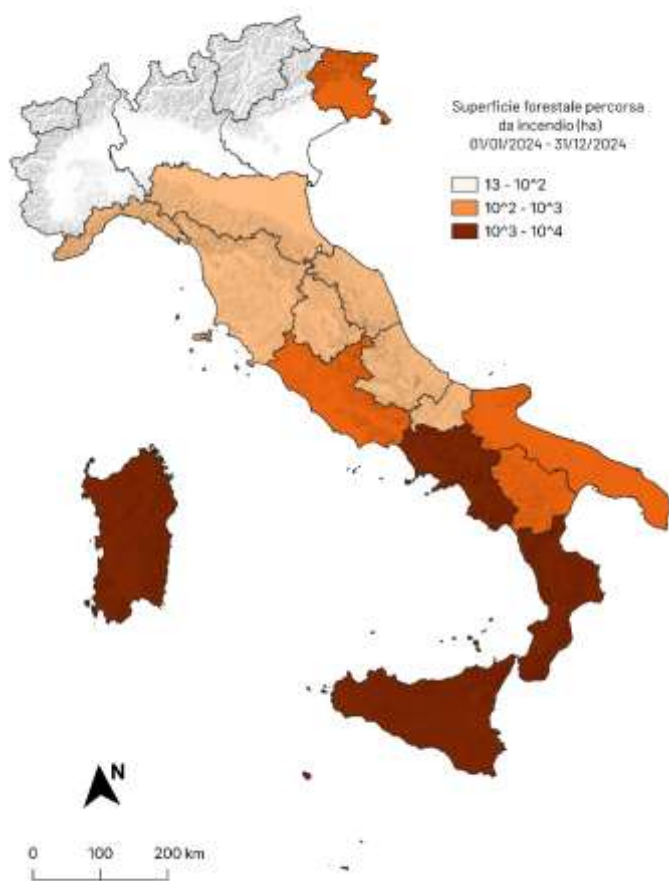 Superficie forestale percorsa
da incendio (ha)
01/01/2024 - 31/12/2024
13 - 10^2
10^2 - 10^3
10^3 - 10^4
N
0 100 200 km